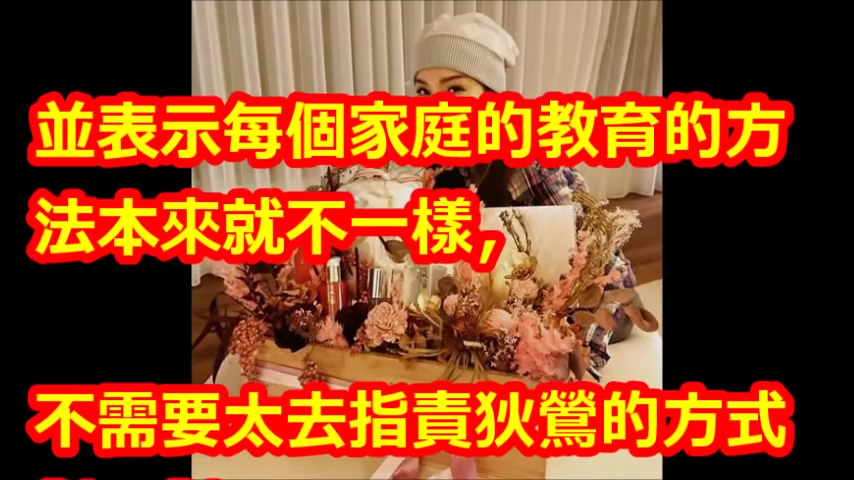 並表示每個家庭的教育的方
法本來就不一樣，
不需要太去指責狄鶯的方式